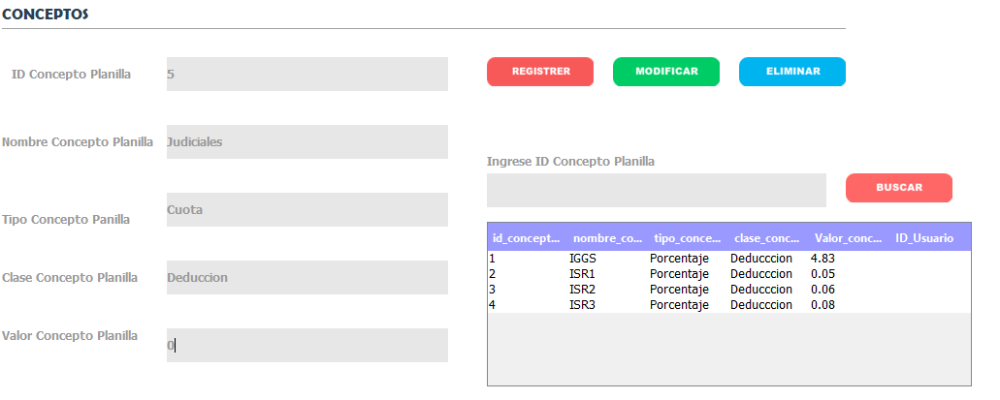 CONCEPTOS
ID Concepto Planilla 5
REGISTRER MODIFICAR ELIMINAR
Nombre Concepto Planilla Judiciales
Ingrese ID Concepto Planilla
BUSCAR
Tipo Concepto Panilla Cuota
Clase Concepto Planilla Deduccion
Valor Concepto Planilla 0
id_concept... nombre_co... tipo_conce... clase_conc... Valor_conc... ID_Usuario
1 IGGS Porcentaje Deducccion 4.83
2 ISR1 Porcentaje Deducccion 0.05
3 ISR2 Porcentaje Deducccion 0.06
4 ISR3 Porcentaje Deducccion 0.08